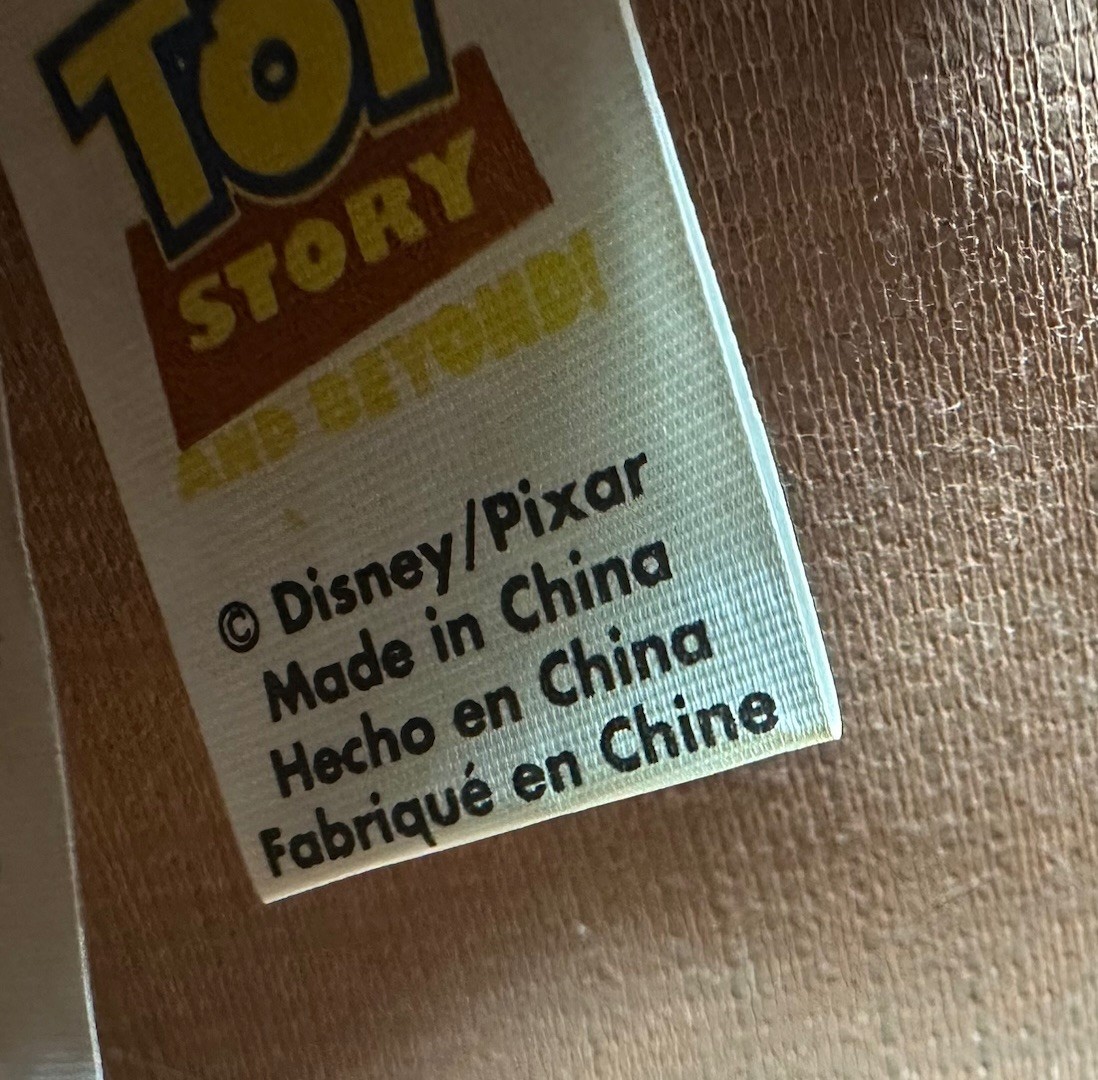 TOY
STORY
AND BEYOND!
© Disney/Pixar
Made in China
Hecho en China
Fabriqué en Chine